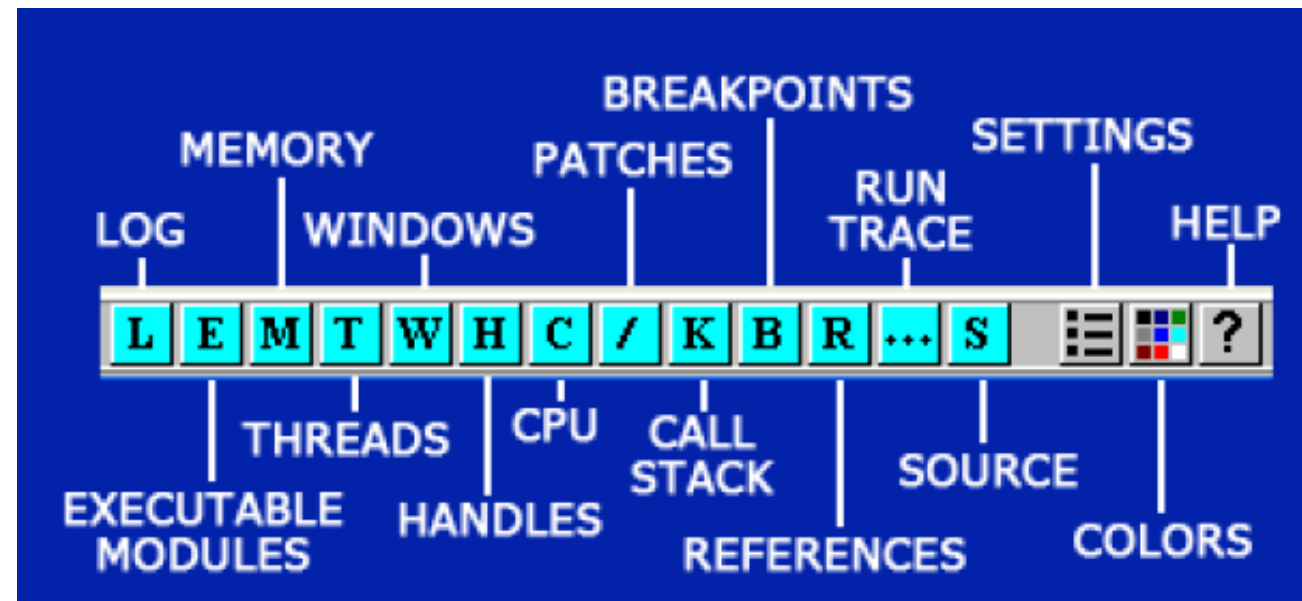 BREAKPOINTS
SETTINGS
MEMORY
PATCHES
RUN
TRACE
LOG
WINDOWS
HELP
L E M T W H C / K B R ... S ?
THREADS
CPU
CALL
STACK
SOURCE
EXECUTABLE
MODULES
HANDLES
REFERENCES
COLORS